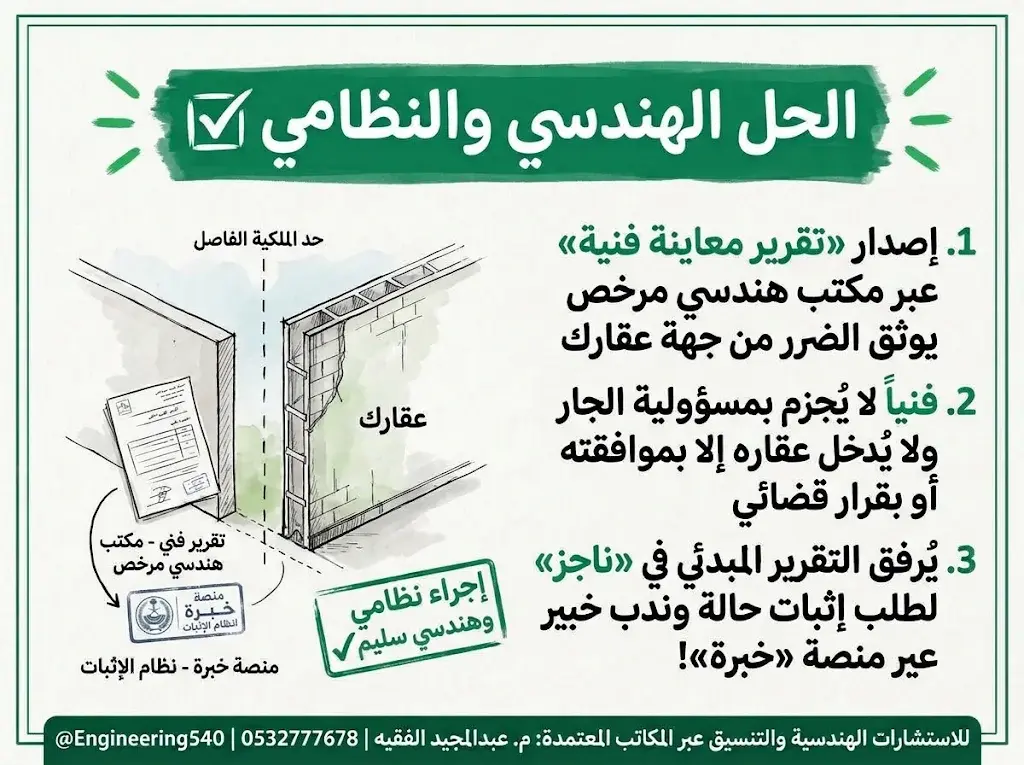 الحل الهندسي والنظامي
1. إصدار «تقرير معاينة فنية»
عبر مكتب هندسي مرخص
يوثق الضرر من جهة عقارك
2. فنياً لا يُجزم بمسؤولية الجار
ولا يُدخل عقاره إلا بموافقته
أو بقرار قضائي
3. يُرفق التقرير المبدئي في «ناجز»
لطلب إثبات حالة وندب خبير
عير منصة «خبرة»!
حد الملكية الفاصل
عقارك
تقرير فني - مكتب
هندسي مرخص
منصة
خبرة
انظام الإثبات
منصة خبرة - نظام الإثبات
إجراء نظامي
وهندسي سليم ✓
للاستشارات الهندسية والتنسيق عبر المكاتب المعتمدة: م. عبدالمجيد الفقيه | 0532777678 | @Engineering540